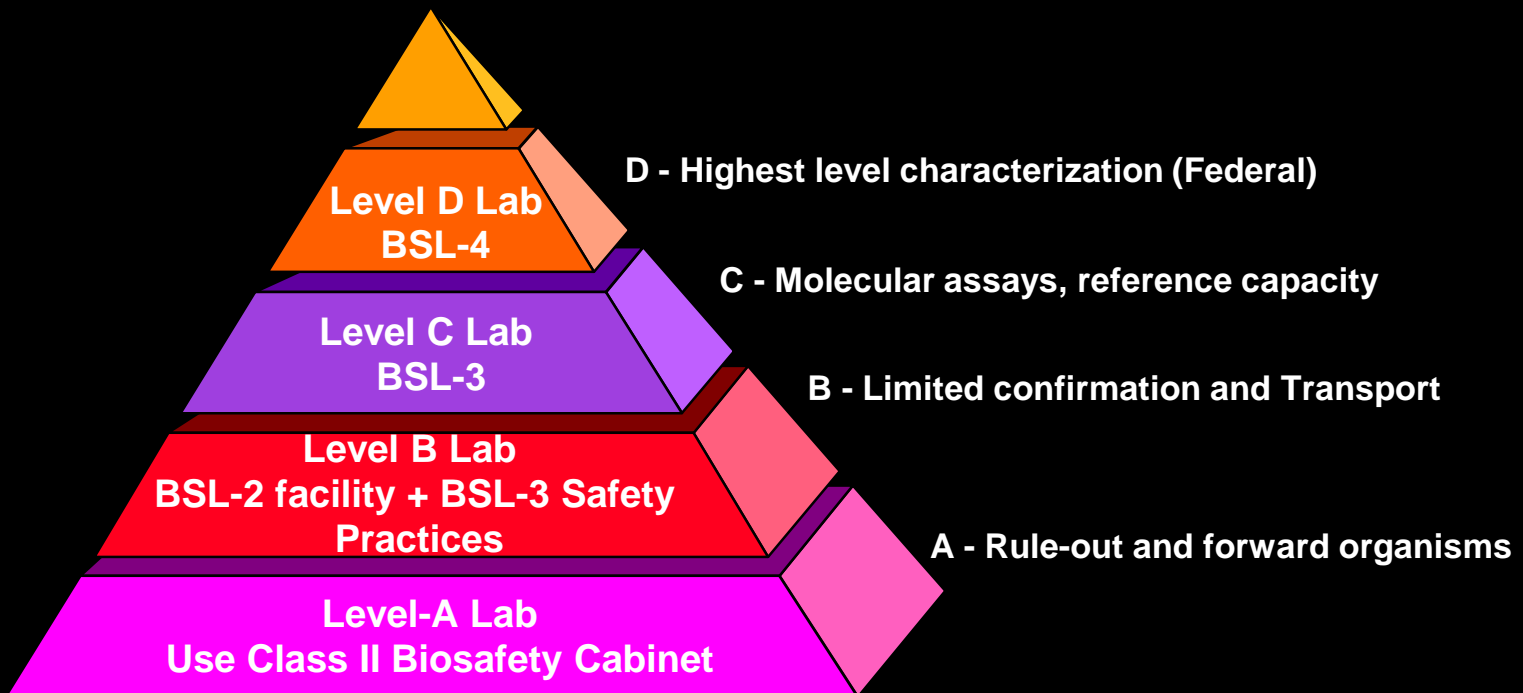 D - Highest level characterization (Federal)
Level D Lab
BSL-4
C - Molecular assays, reference capacity
Level C Lab
BSL-3
B - Limited confirmation and Transport
Level B Lab
BSL-2 facility + BSL-3 Safety
Practices
A - Rule-out and forward organisms
Level-A Lab
Use Class II Biosafety Cabinet